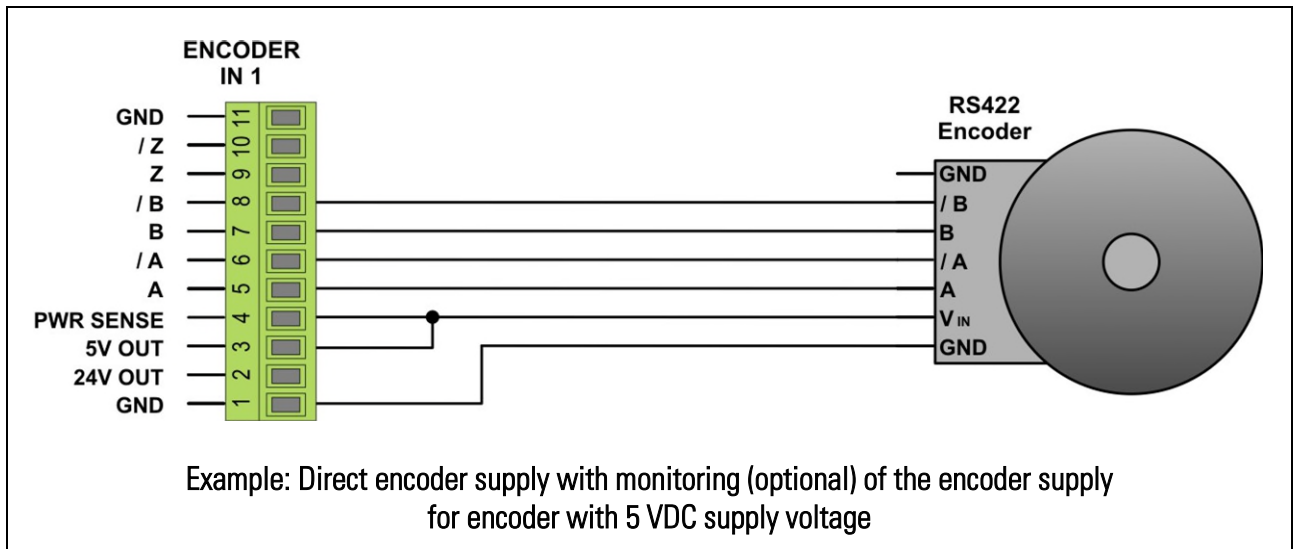 ENCODER
IN 1
GND 11
/ Z 10
Z 9
/ B 8
B 7
/ A 6
A 5
PWR SENSE 4
5V OUT 3
24V OUT 2
GND 1
RS422
Encoder
GND
/ B
B
/ A
A
V IN
GND
Example: Direct encoder supply with monitoring (optional) of the encoder supply
for encoder with 5 VDC supply voltage